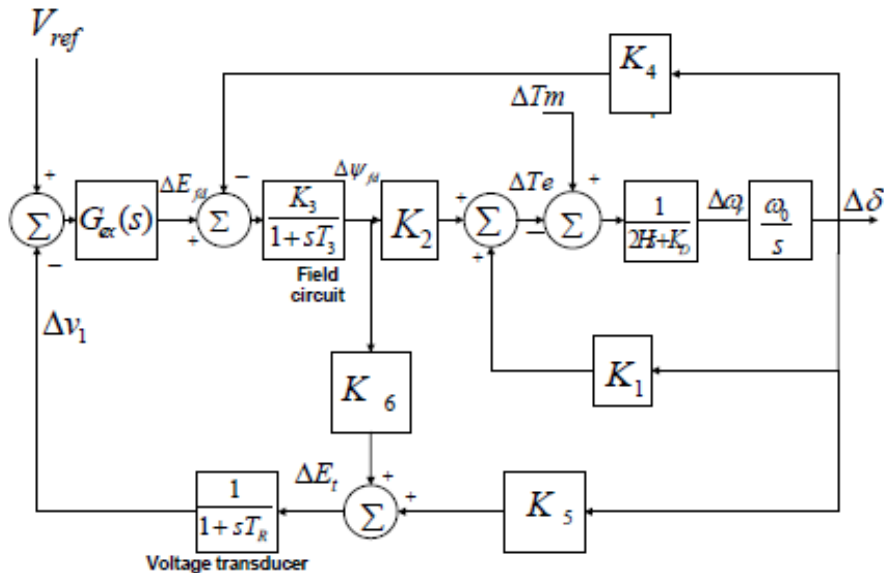 V_ref
K_4
ΔTm
+
−
ΔE_fd
Δψ_fd
+
ΔTe
+
Δω_r
Δδ
Σ
G_ex(s)
Σ
K_3
1+sT_3
K_2
Σ
Σ
1
2Hs+K_D
ω_0
s
−
+
+
−
Field
circuit
Δv_1
K_1
K_6
ΔE_t
+
+
1
1+sT_R
Σ
K_5
Voltage transducer